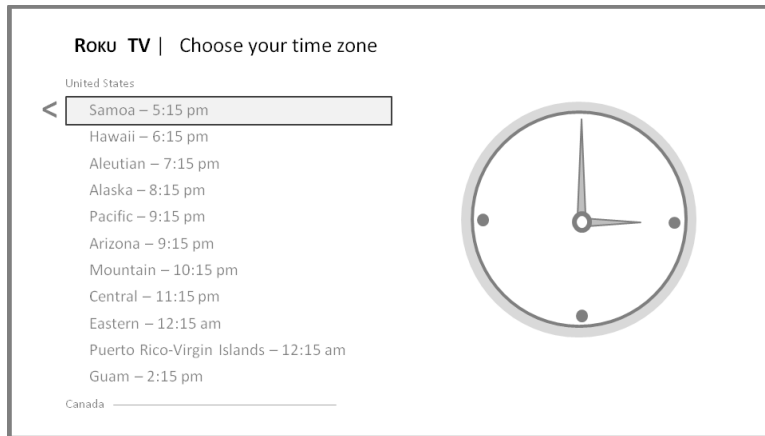 ROKU TV | Choose your time zone
United States
<
Samoa – 5:15 pm
Hawaii – 6:15 pm
Aleutian – 7:15 pm
Alaska – 8:15 pm
Pacific – 9:15 pm
Arizona – 9:15 pm
Mountain – 10:15 pm
Central – 11:15 pm
Eastern – 12:15 am
Puerto Rico-Virgin Islands – 12:15 am
Guam – 2:15 pm
Canada